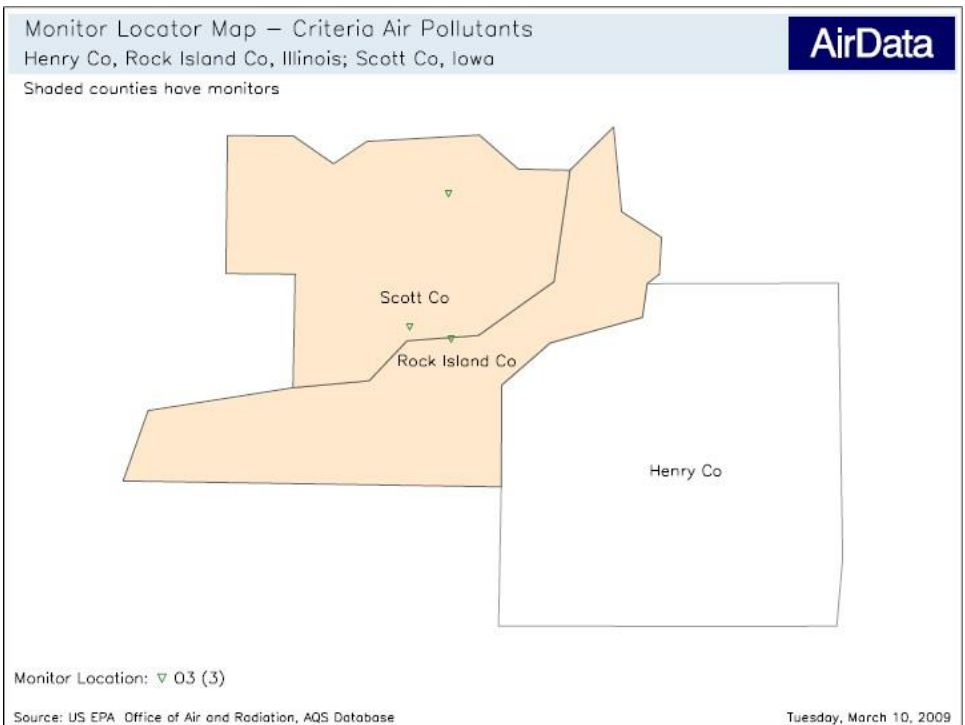 Monitor Locator Map – Criteria Air Pollutants
Henry Co, Rock Island Co, Illinois; Scott Co, Iowa
AirData
Shaded counties have monitors
Scott Co
Rock Island Co
Henry Co
Monitor Location: ▽ O3 (3)
Source: US EPA Office of Air and Radiation, AQS Database
Tuesday, March 10, 2009